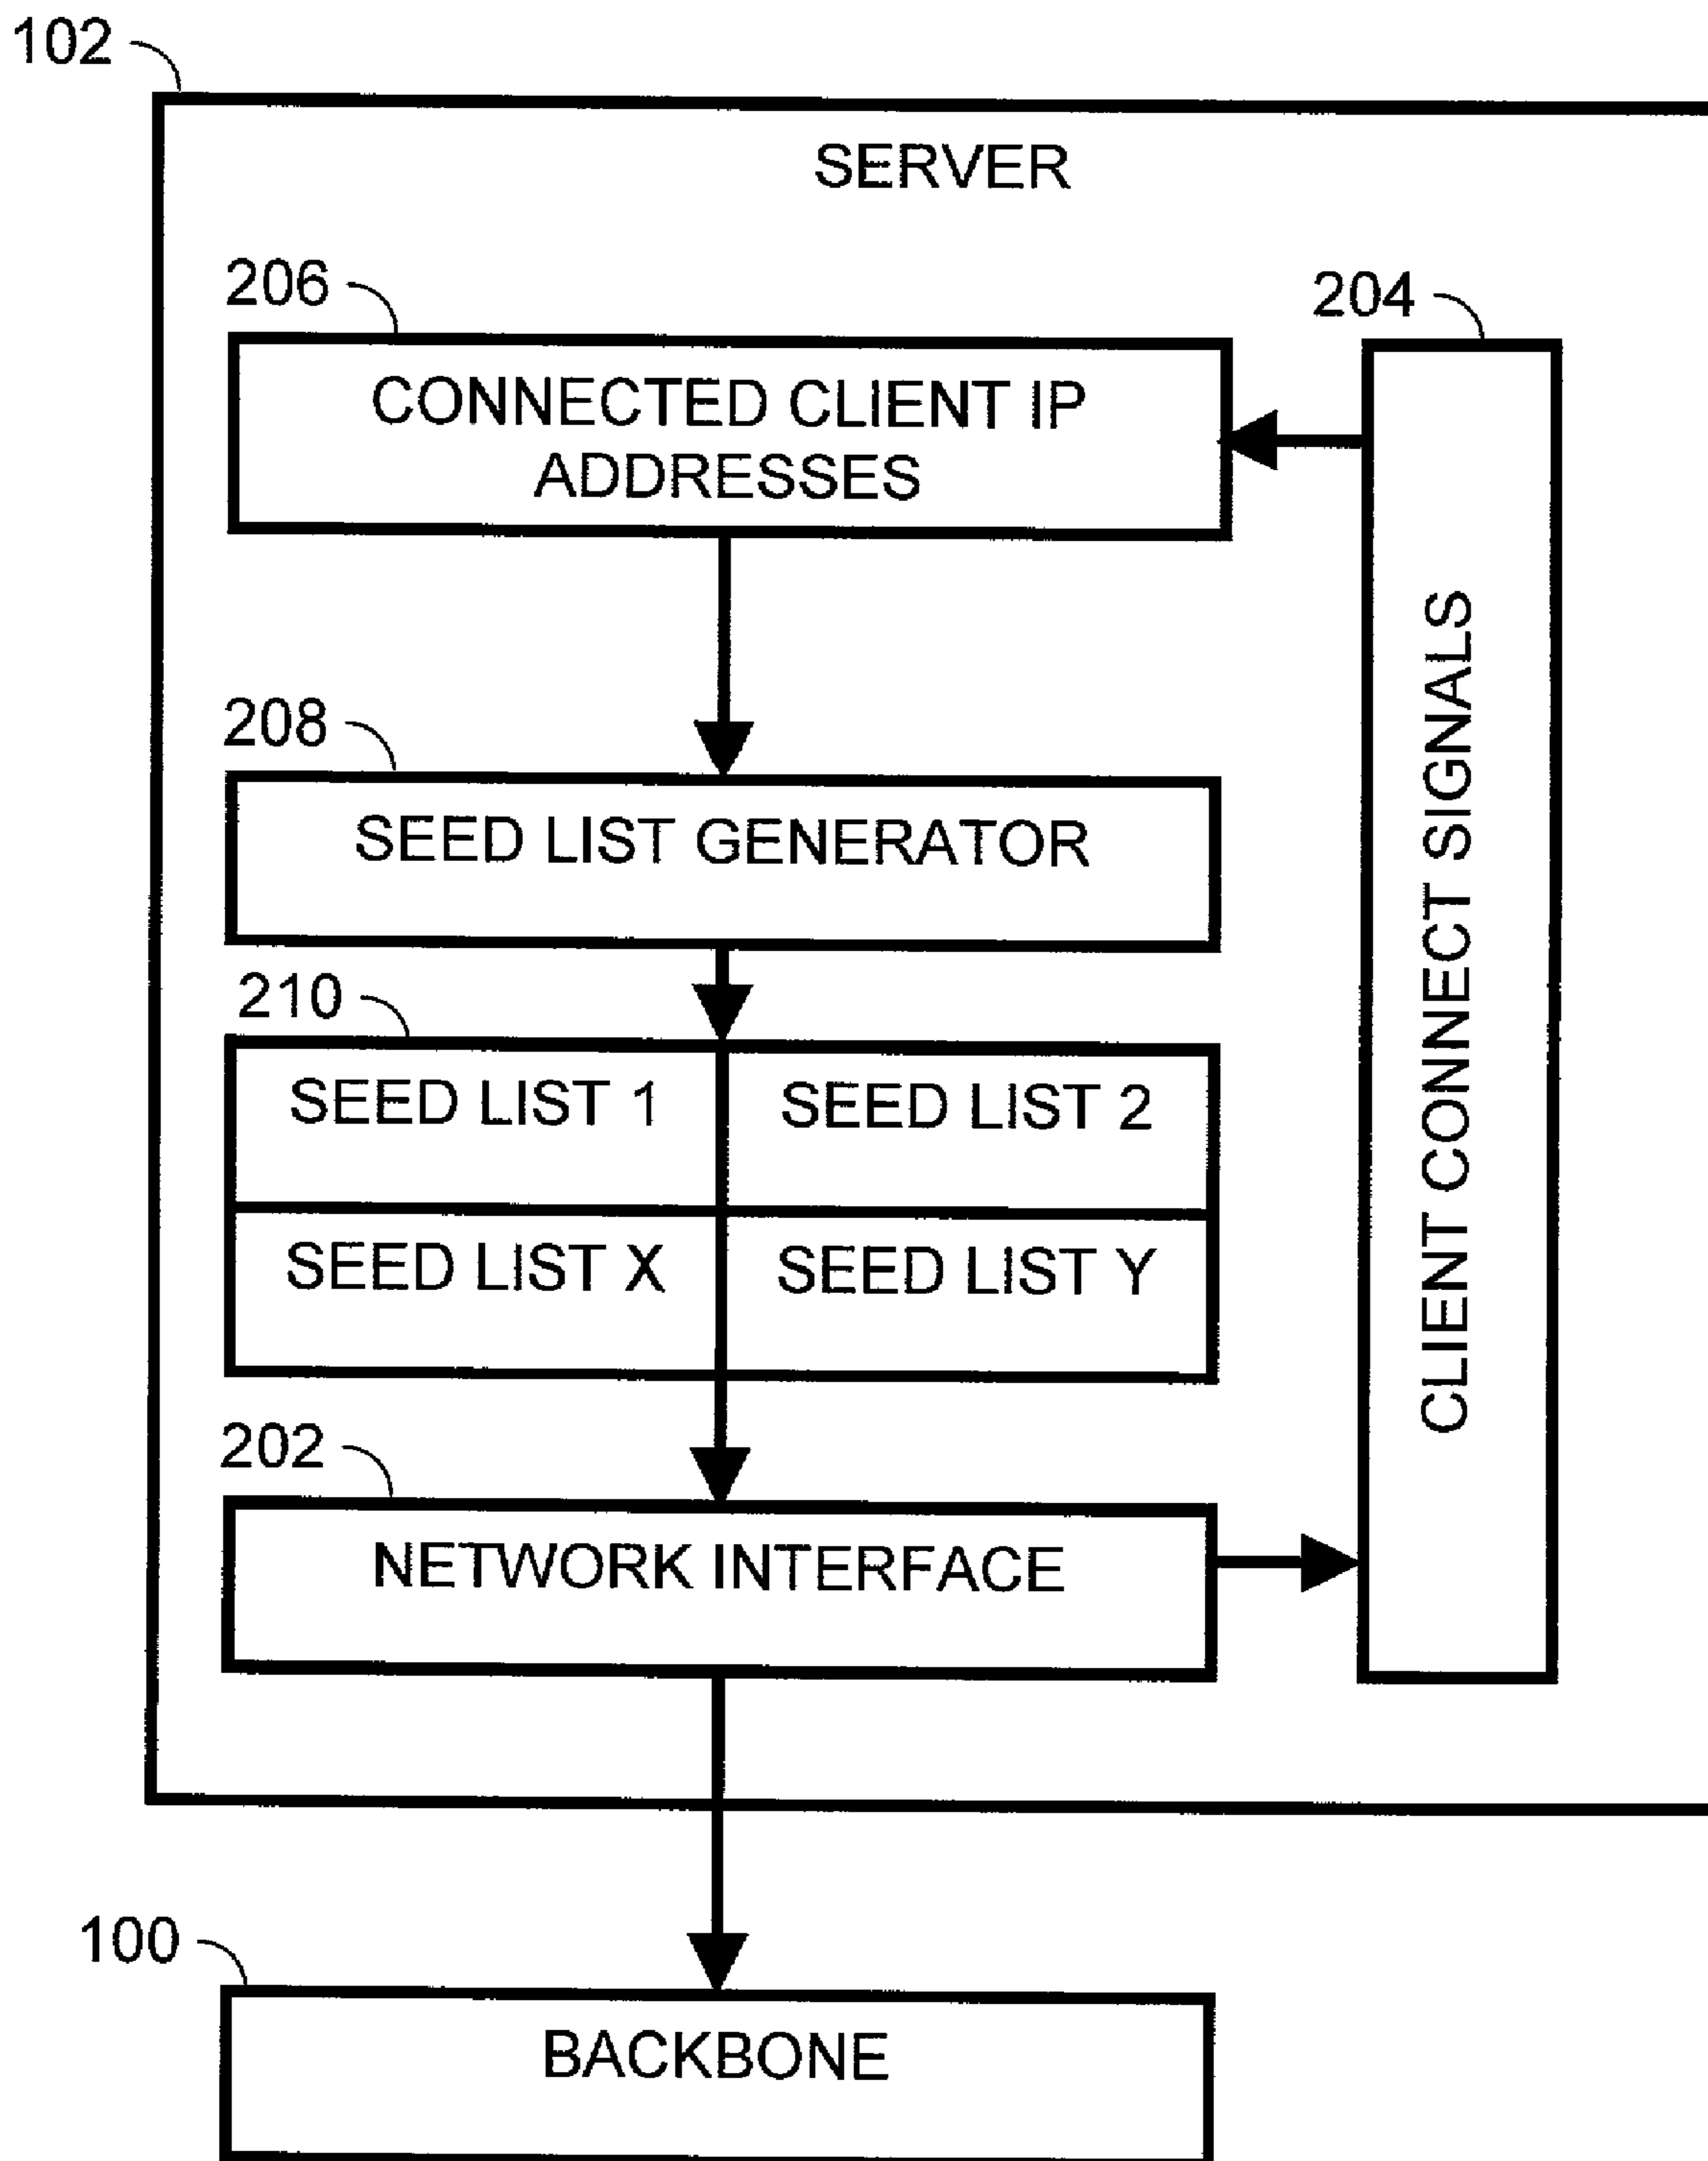 102
SERVER
206
204
CONNECTED CLIENT IP
ADDRESSES
CLIENT CONNECT SIGNALS
208
SEED LIST GENERATOR
210
SEED LIST 1
SEED LIST 2
SEED LIST X
SEED LIST Y
202
NETWORK INTERFACE
100
BACKBONE